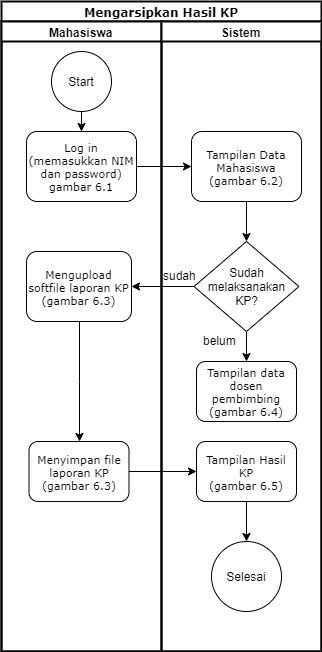 Mengarsipkan Hasil KP
Mahasiswa
Sistem
Start
Log in
(memasukkan NIM
dan password)
gambar 6.1
Tampilan Data
Mahasiswa
(gambar 6.2)
Sudah
melaksanakan
KP?
sudah
Mengupload
softfile laporan KP
(gambar 6.3)
belum
Tampilan data
dosen
pembimbing
(gambar 6.4)
Menyimpan file
laporan KP
(gambar 6.3)
Tampilan Hasil
KP
(gambar 6.5)
Selesai